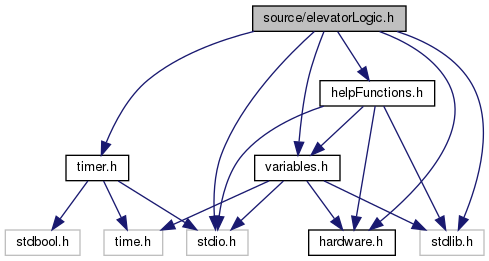 source/elevatorLogic.h
helpFunctions.h
timer.h
variables.h
stdbool.h
time.h
stdio.h
hardware.h
stdlib.h